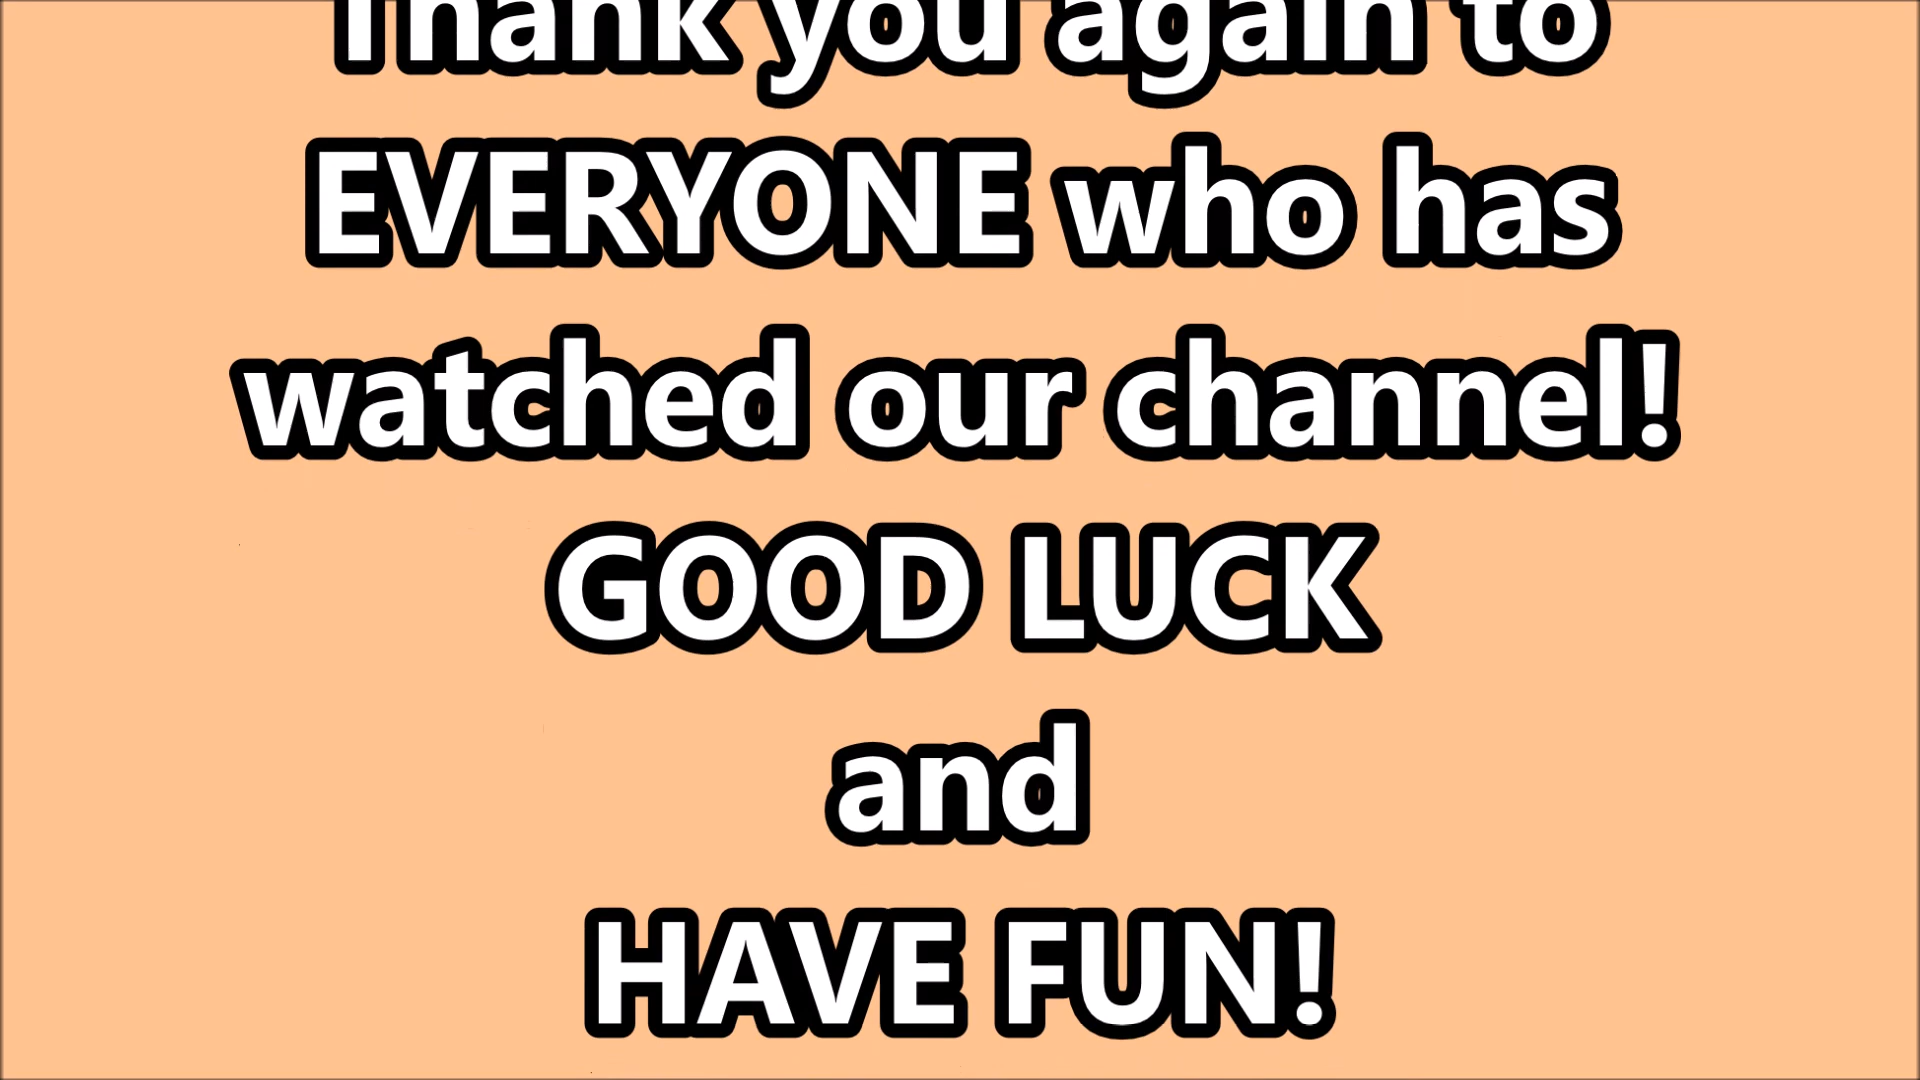 Thank you again to
EVERYONE who has
watched our channel!
GOOD LUCK
and
HAVE FUN!